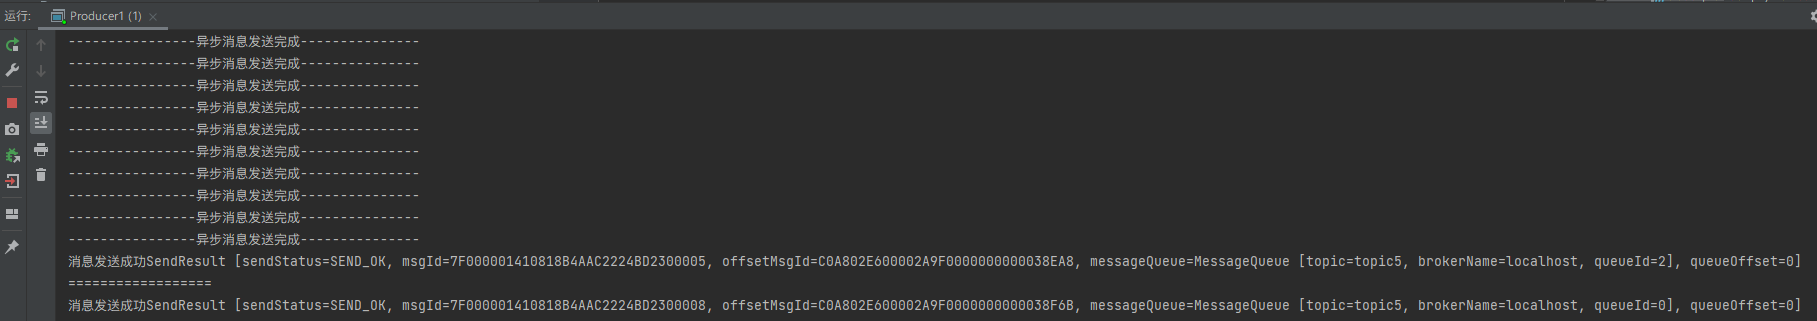 运行: Producer1 (1)
----------------异步消息发送完成---------------
----------------异步消息发送完成---------------
----------------异步消息发送完成---------------
----------------异步消息发送完成---------------
----------------异步消息发送完成---------------
----------------异步消息发送完成---------------
----------------异步消息发送完成---------------
----------------异步消息发送完成---------------
----------------异步消息发送完成---------------
----------------异步消息发送完成---------------
消息发送成功SendResult [sendStatus=SEND_OK, msgId=7F000001410818B4AAC2224BD2300005, offsetMsgId=C0A802E600002A9F0000000000038EA8, messageQueue=MessageQueue [topic=topic5, brokerName=localhost, queueId=2], queueOffset=0]
==================
消息发送成功SendResult [sendStatus=SEND_OK, msgId=7F000001410818B4AAC2224BD2300008, offsetMsgId=C0A802E600002A9F0000000000038F6B, messageQueue=MessageQueue [topic=topic5, brokerName=localhost, queueId=0], queueOffset=0]